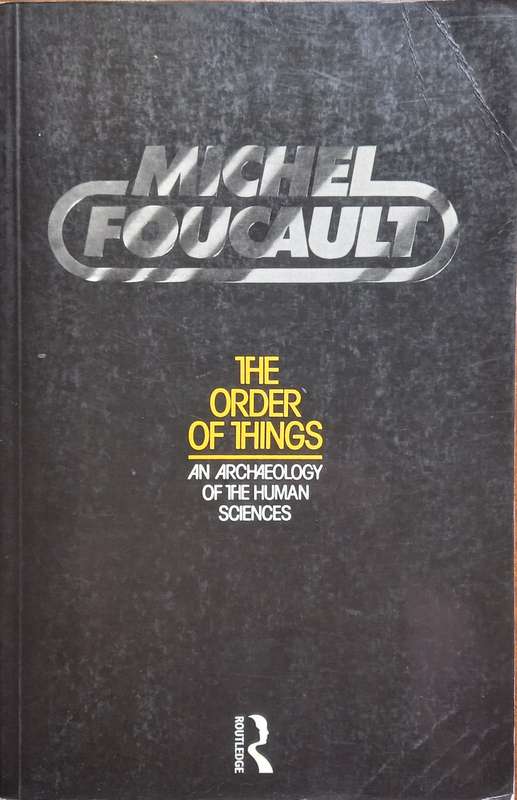 MICHEL
FOUCAULT
THE
ORDER
OF THINGS
AN ARCHAEOLOGY
OF THE HUMAN
SCIENCES
ROUTLEDGE